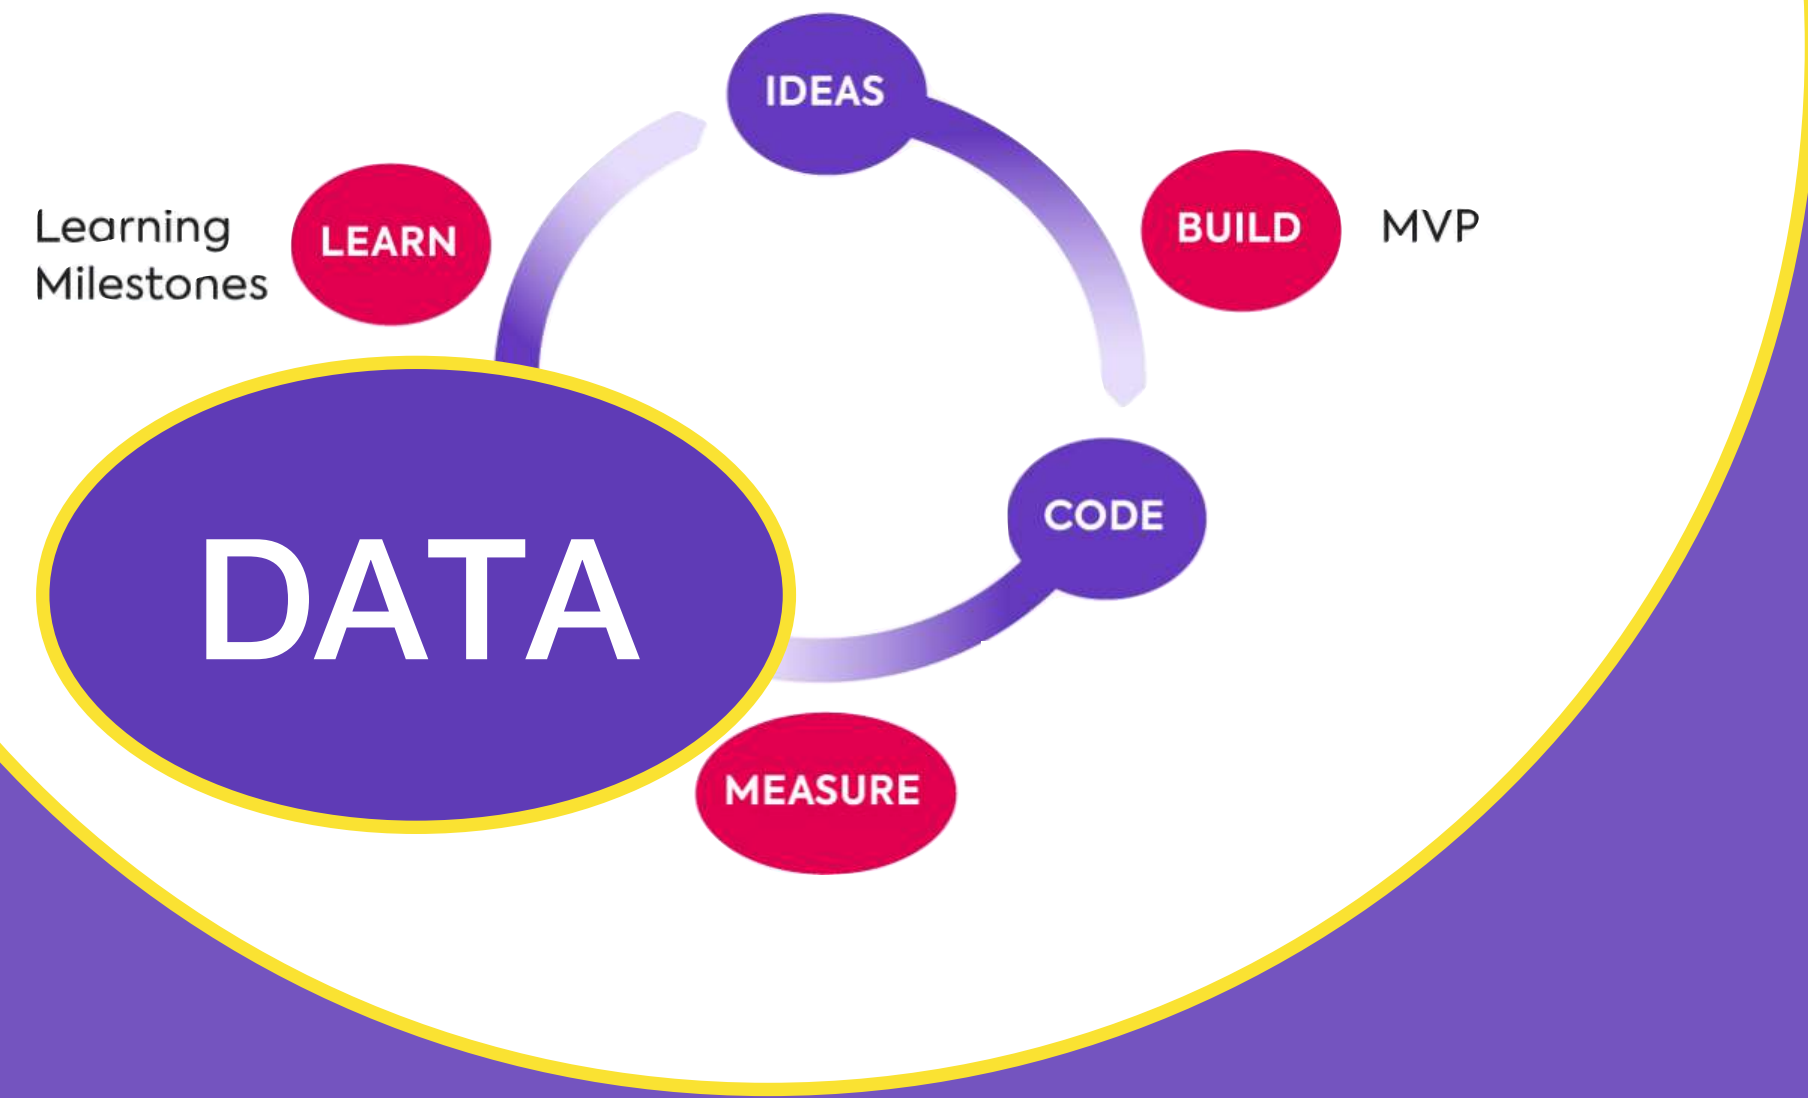 IDEAS
BUILD
MVP
Learning
Milestones
LEARN
CODE
DATA
MEASURE